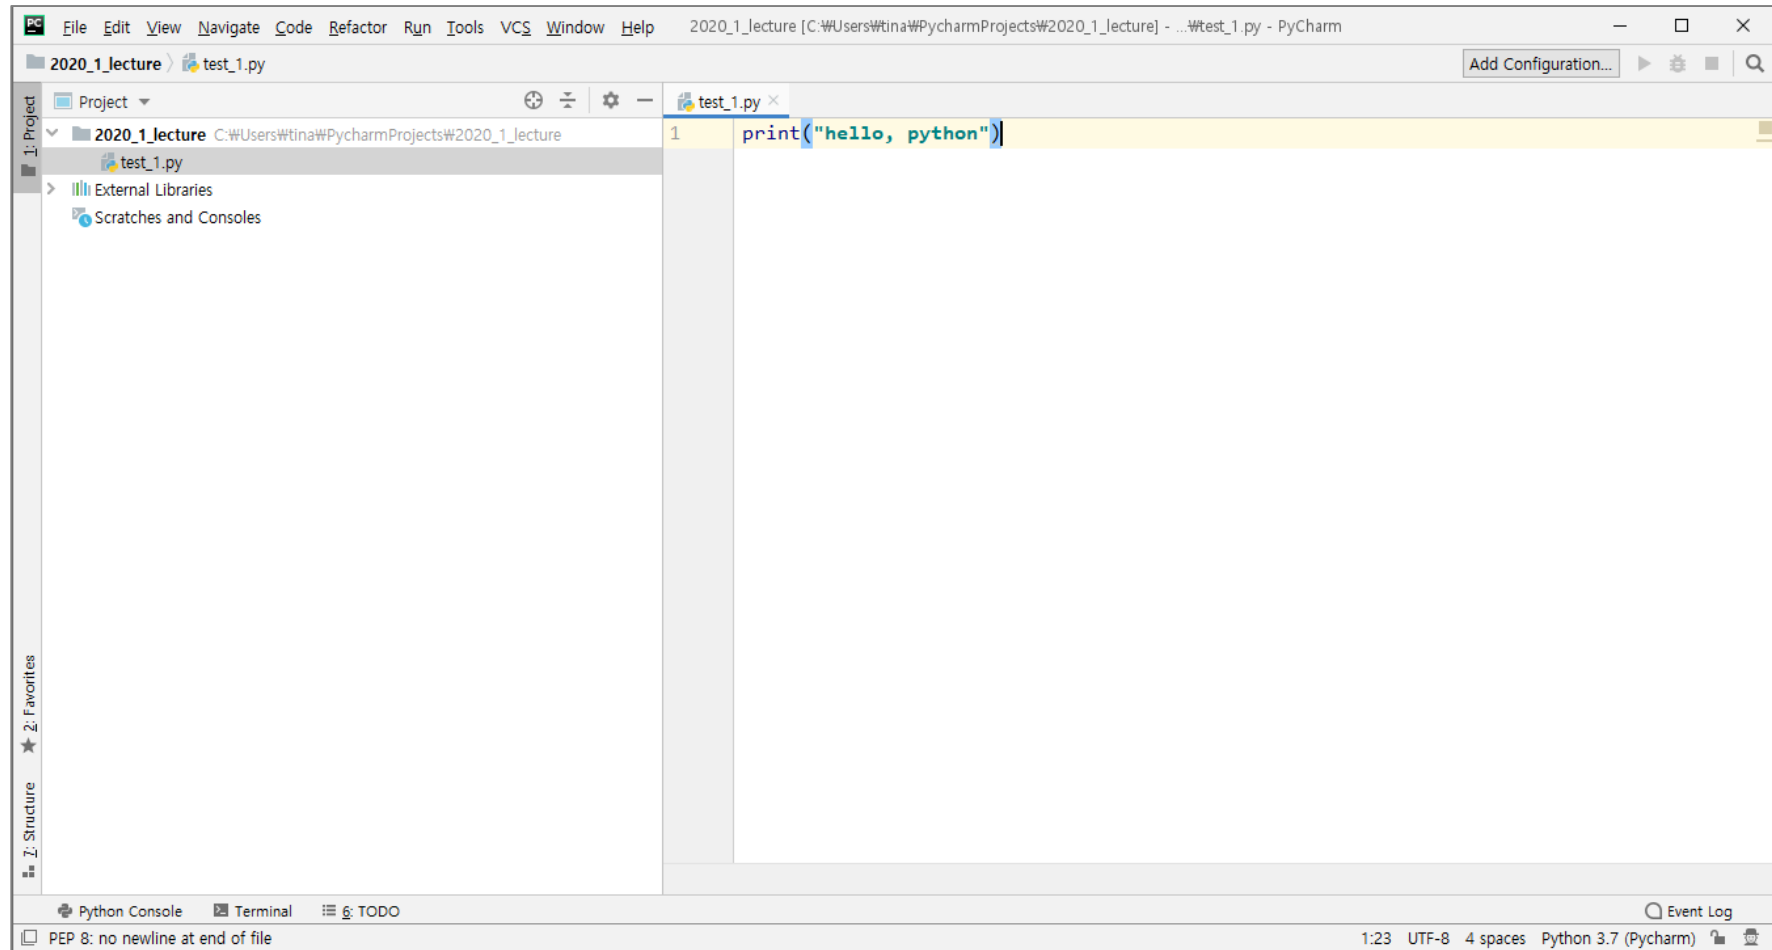 PC File Edit View Navigate Code Refactor Run Tools VCS Window Help 2020_1_lecture [C:₩Users₩tina₩PycharmProjects₩2020_1_lecture] - ...₩test_1.py - PyCharm
2020_1_lecture test_1.py Add Configuration...
1: Project
Project
2020_1_lecture C:₩Users₩tina₩PycharmProjects₩2020_1_lecture
test_1.py
External Libraries
Scratches and Consoles
test_1.py
1 print("hello, python")
2: Favorites
7: Structure
Python Console Terminal 6: TODO Event Log
PEP 8: no newline at end of file 1:23 UTF-8 4 spaces Python 3.7 (Pycharm)